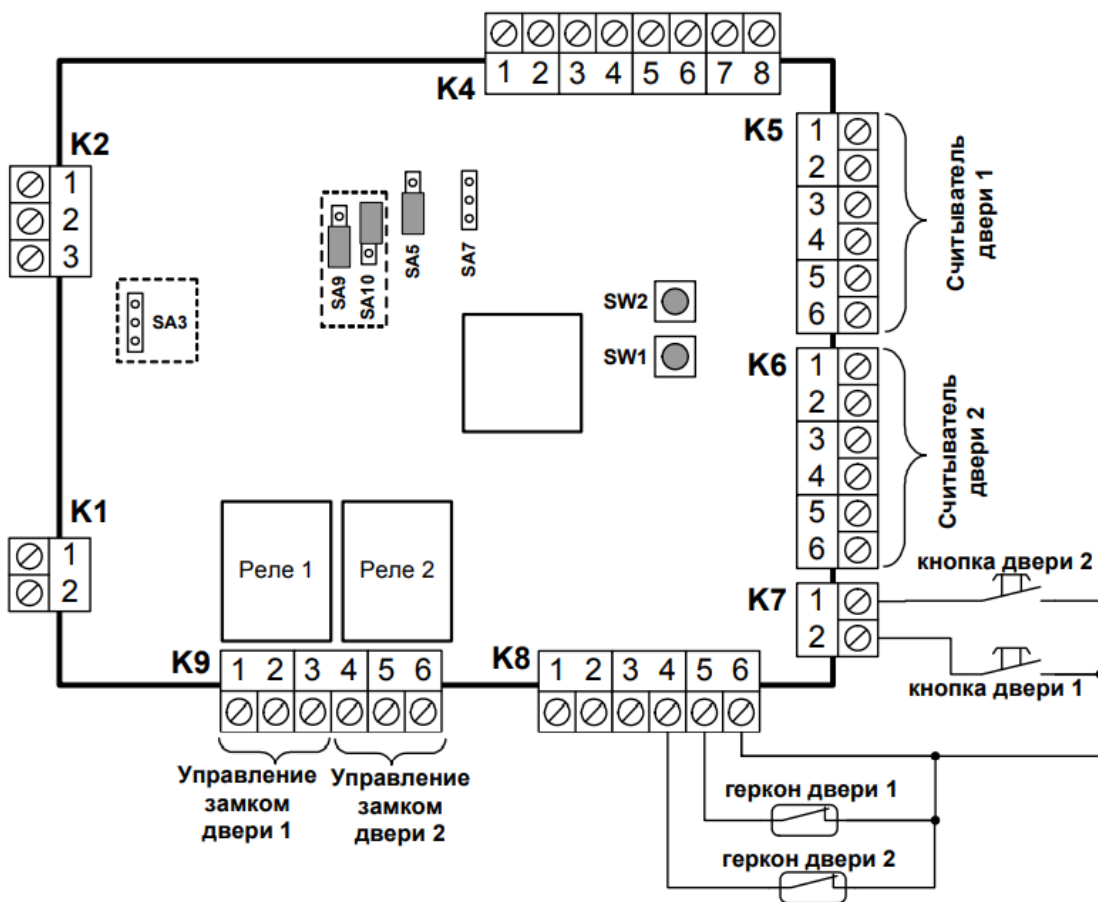 K4
1 2 3 4 5 6 7 8
K2
1
2
3
K5
1
2
3
4
5
6
Считыватель
двери 1
SA9
SA10
SA5
SA7
SA3
SW2
SW1
K6
1
2
3
4
5
6
Считыватель
двери 2
K1
1
2
Реле 1
Реле 2
K7
1
2
кнопка двери 2
кнопка двери 1
K9
1 2 3 4 5 6
K8
1 2 3 4 5 6
Управление
замком
двери 1
Управление
замком
двери 2
геркон двери 1
геркон двери 2